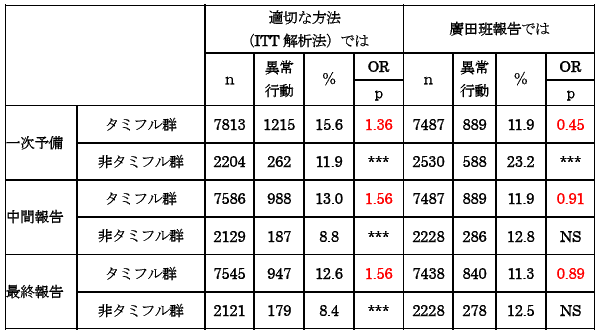 適切な方法
（ITT 解析法）では
廣田班報告では
n 異常行動 % OR n 異常行動 % OR
p p
一次予備 タミフル群 7813 1215 15.6 1.36 7487 889 11.9 0.45
非タミフル群 2204 262 11.9 *** 2530 588 23.2 ***
中間報告 タミフル群 7586 988 13.0 1.56 7487 889 11.9 0.91
非タミフル群 2129 187 8.8 *** 2228 286 12.8 NS
最終報告 タミフル群 7545 947 12.6 1.56 7438 840 11.3 0.89
非タミフル群 2121 179 8.4 *** 2228 278 12.5 NS